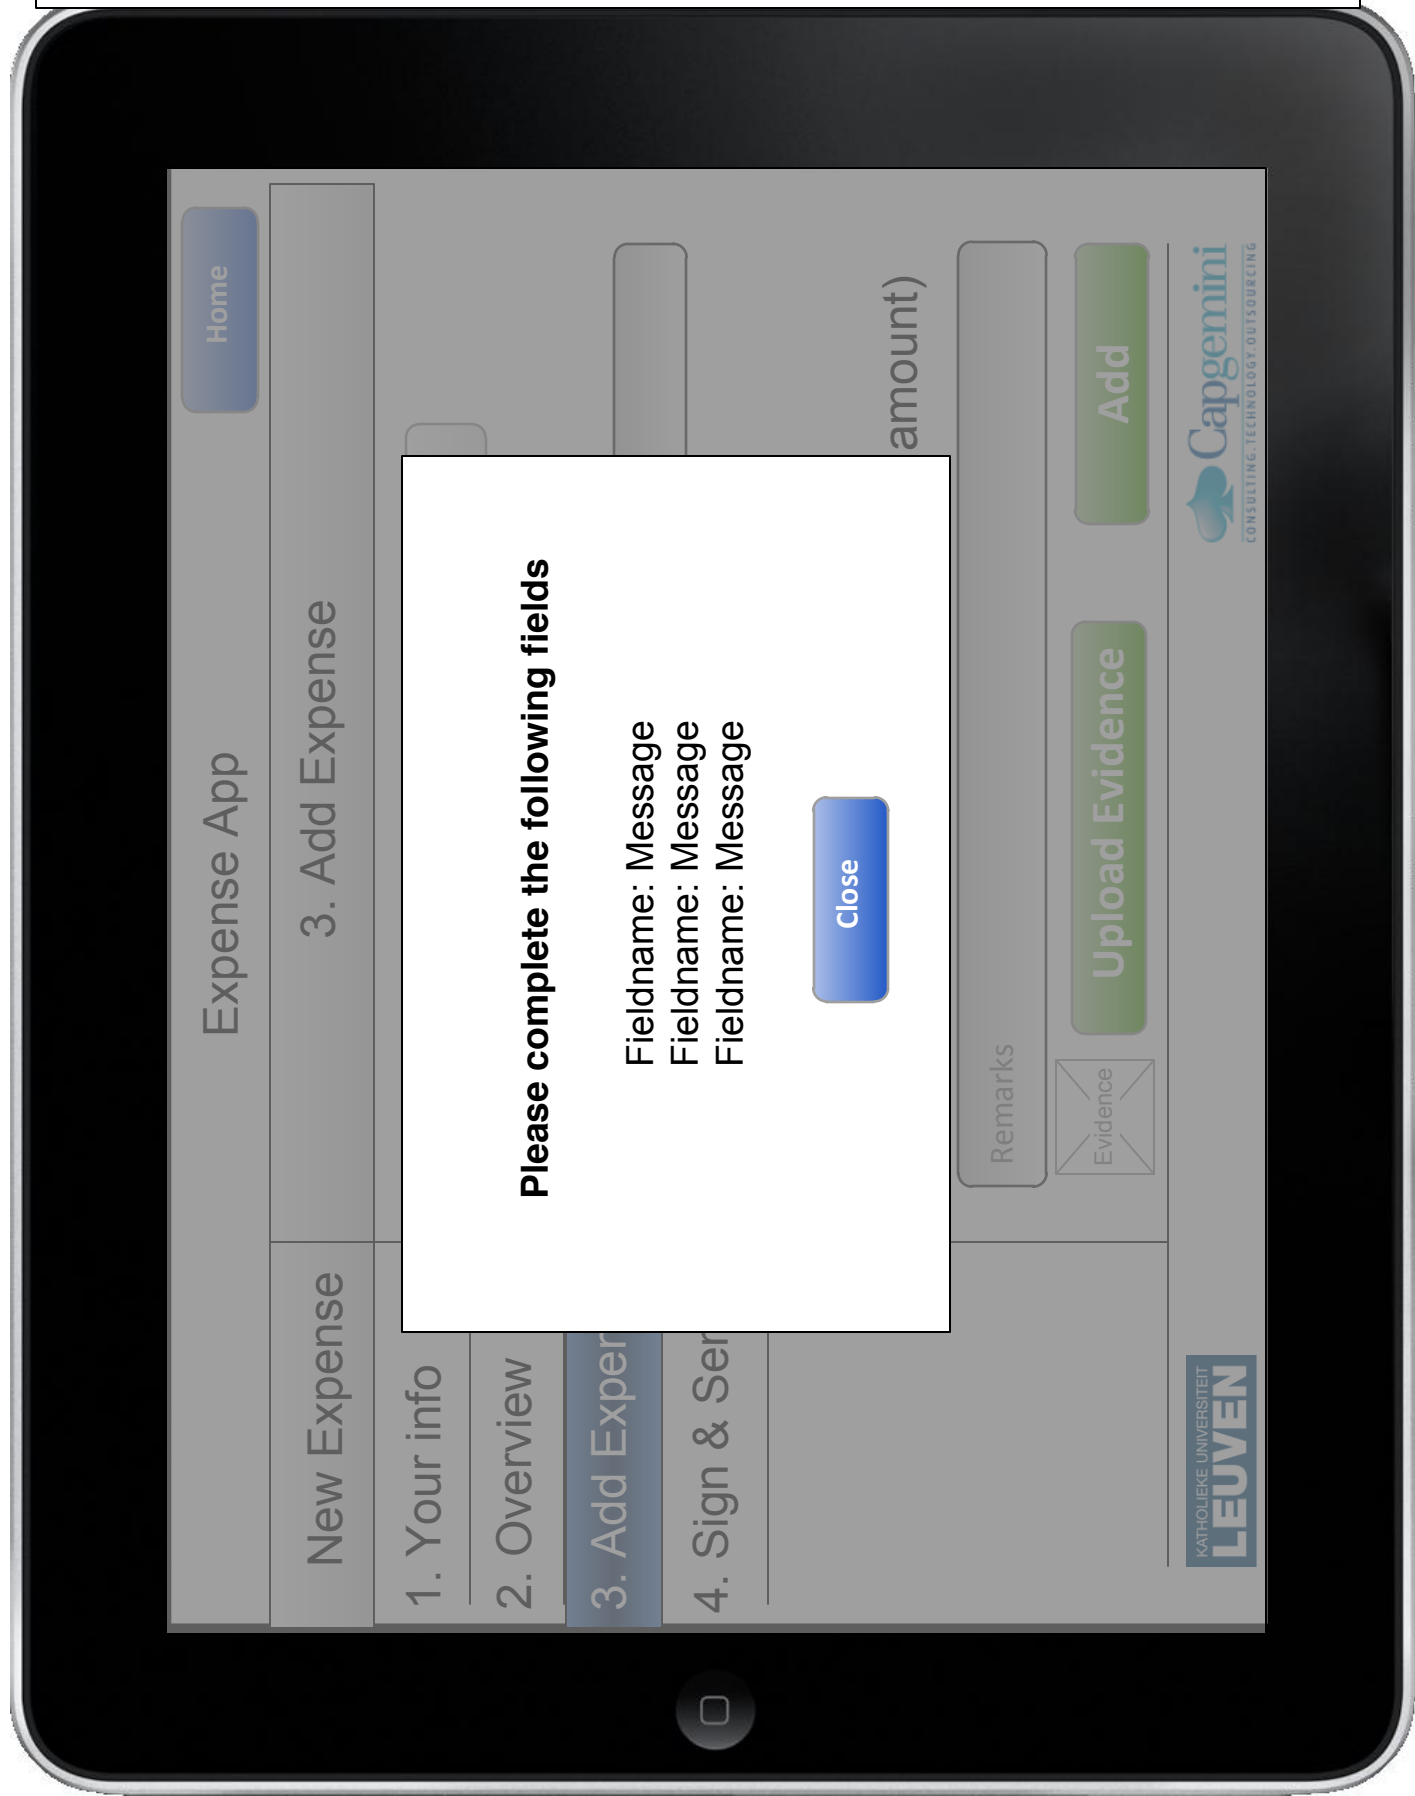 Expense App
Home
New Expense
3. Add Expense
1. Your info
2. Overview
3. Add Exper
4. Sign & Ser
Please complete the following fields
Fieldname: Message
Fieldname: Message
Fieldname: Message
Close
amount)
Remarks
Evidence
Upload Evidence
Add
KATHOLIEKE UNIVERSITEIT
LEUVEN
Capgemini
CONSULTING.TECHNOLOGY.OUTSOURCING